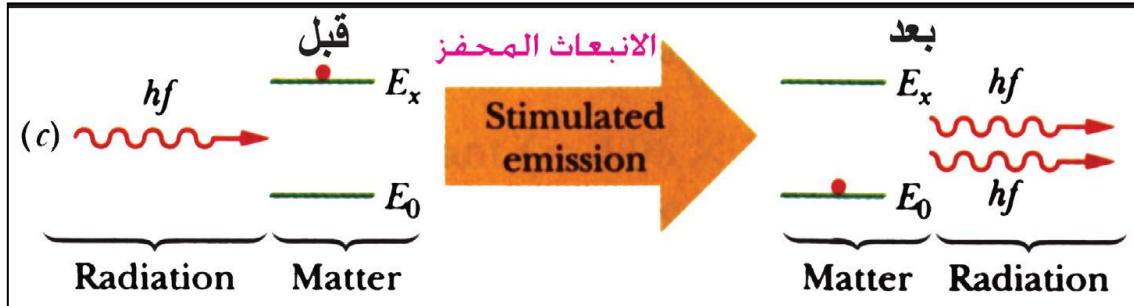 قبل
الانبعاث المحفز
بعد
(c)
hf
Eₓ
E₀
Stimulated
emission
Eₓ
E₀
hf
hf
Radiation
Matter
Matter
Radiation